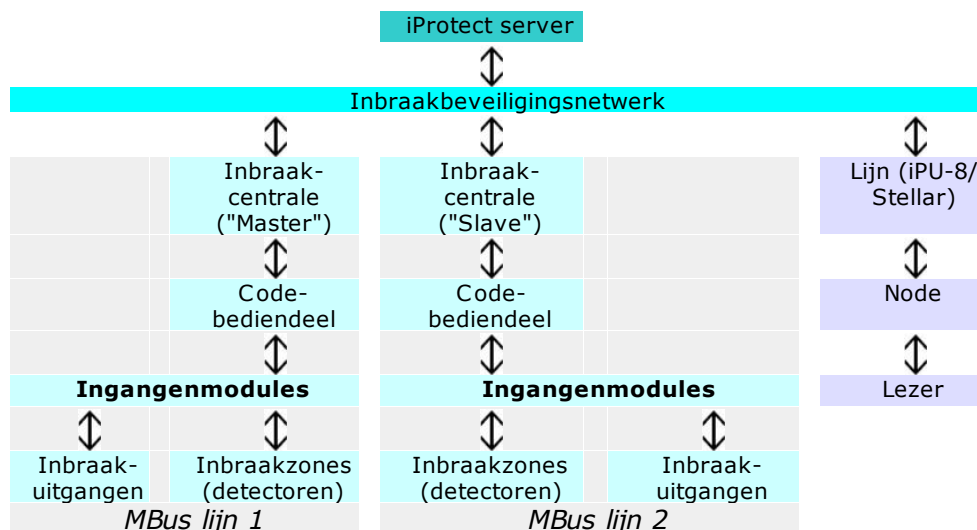 iProtect server
Inbraakbeveiligingsnetwerk
Inbraak-
centrale
("Master")
Inbraak-
centrale
("Slave")
Lijn (iPU-8/
Stellar)
Code-
bediendeel
Code-
bediendeel
Node
Ingangenmodules
Ingangenmodules
Lezer
Inbraak-
uitgangen
Inbraakzones
(detectoren)
Inbraakzones
(detectoren)
Inbraak-
uitgangen
MBus lijn 1
MBus lijn 2